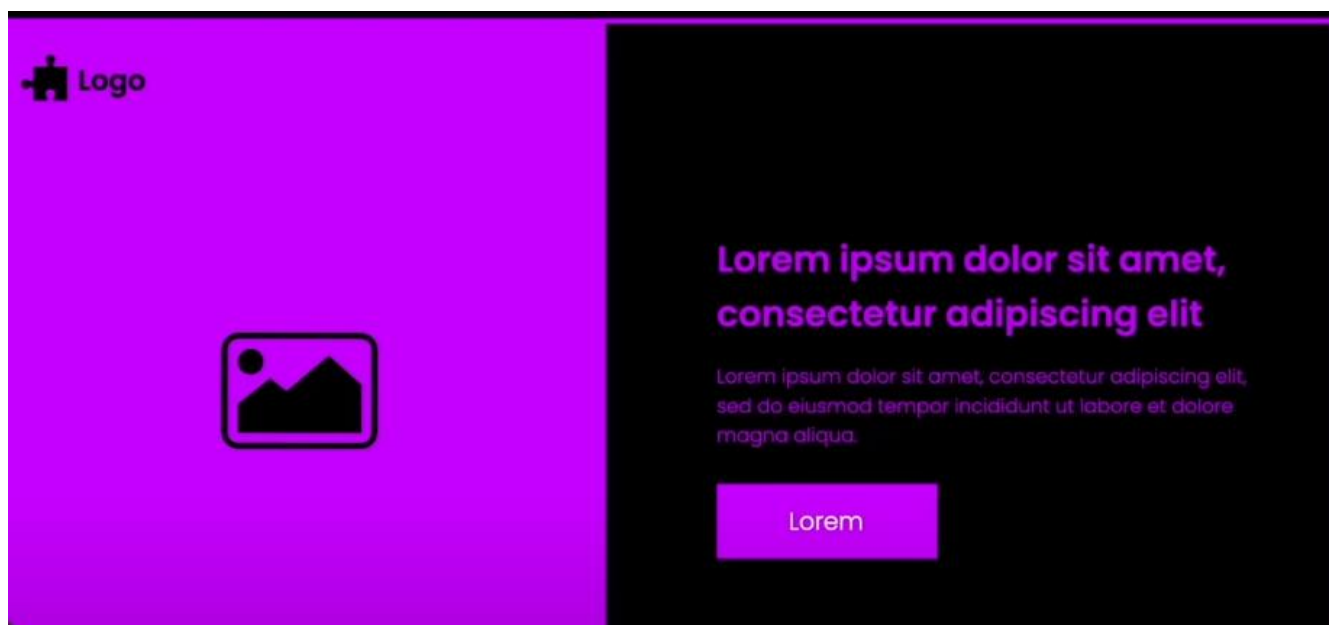 Logo
Lorem ipsum dolor sit amet,
consectetur adipiscing elit
Lorem ipsum dolor sit amet, consectetur adipiscing elit,
sed do eiusmod tempor incididunt ut labore et dolore
magna aliqua.
Lorem